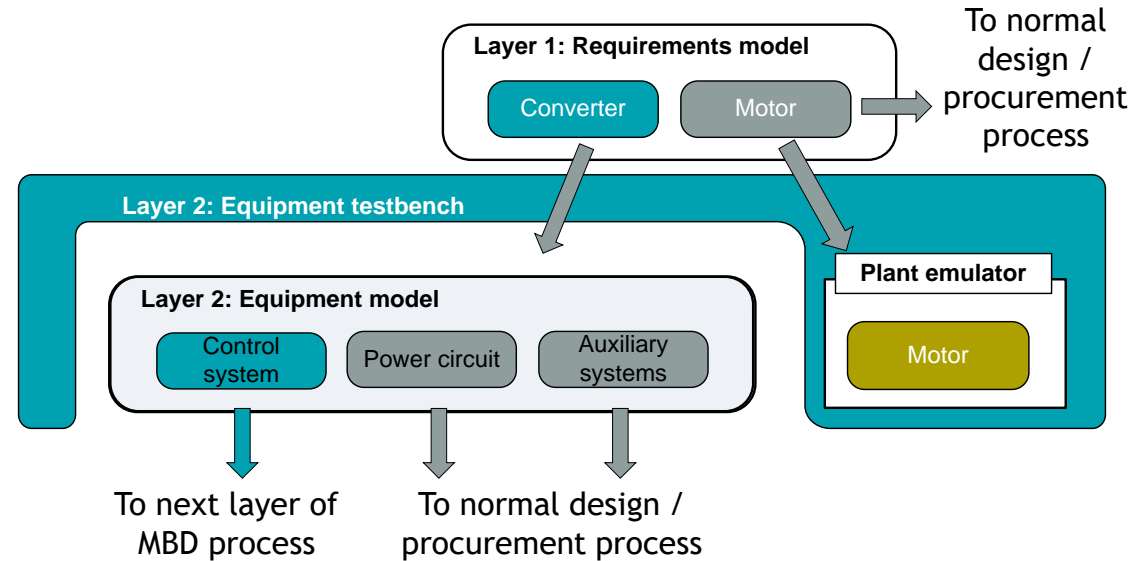 Layer 1: Requirements model
Converter
Motor
To normal
design /
procurement
process
Layer 2: Equipment testbench
Plant emulator
Motor
Layer 2: Equipment model
Control
system
Power circuit
Auxiliary
systems
To next layer of
MBD process
To normal design /
procurement process